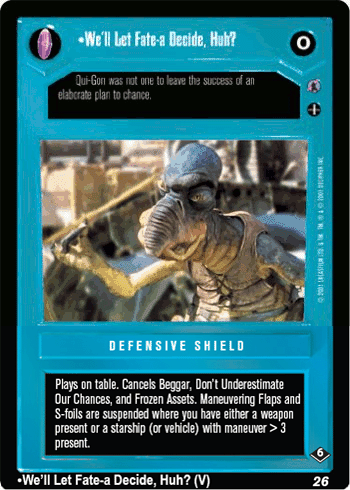 •We'll Let Fate-a Decide, Huh?
O
Qui-Gon was not one to leave the success of an
elaborate plan to chance.
DEFENSIVE SHIELD
Plays on table. Cancels Beggar, Don't Underestimate
Our Chances, and Frozen Assets. Maneuvering Flaps and
S-foils are suspended where you have either a weapon
present or a starship (or vehicle) with maneuver > 3
present.
6
•We'll Let Fate-a Decide, Huh? (V)
26